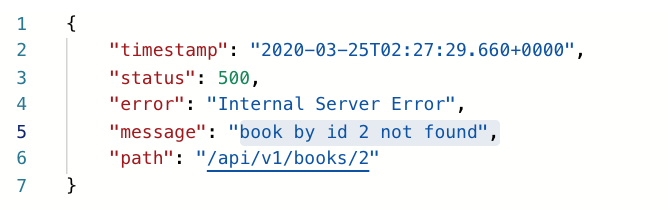 1 {
2 "timestamp": "2020-03-25T02:27:29.660+0000",
3 "status": 500,
4 "error": "Internal Server Error",
5 "message": "book by id 2 not found",
6 "path": "/api/v1/books/2"
7 }